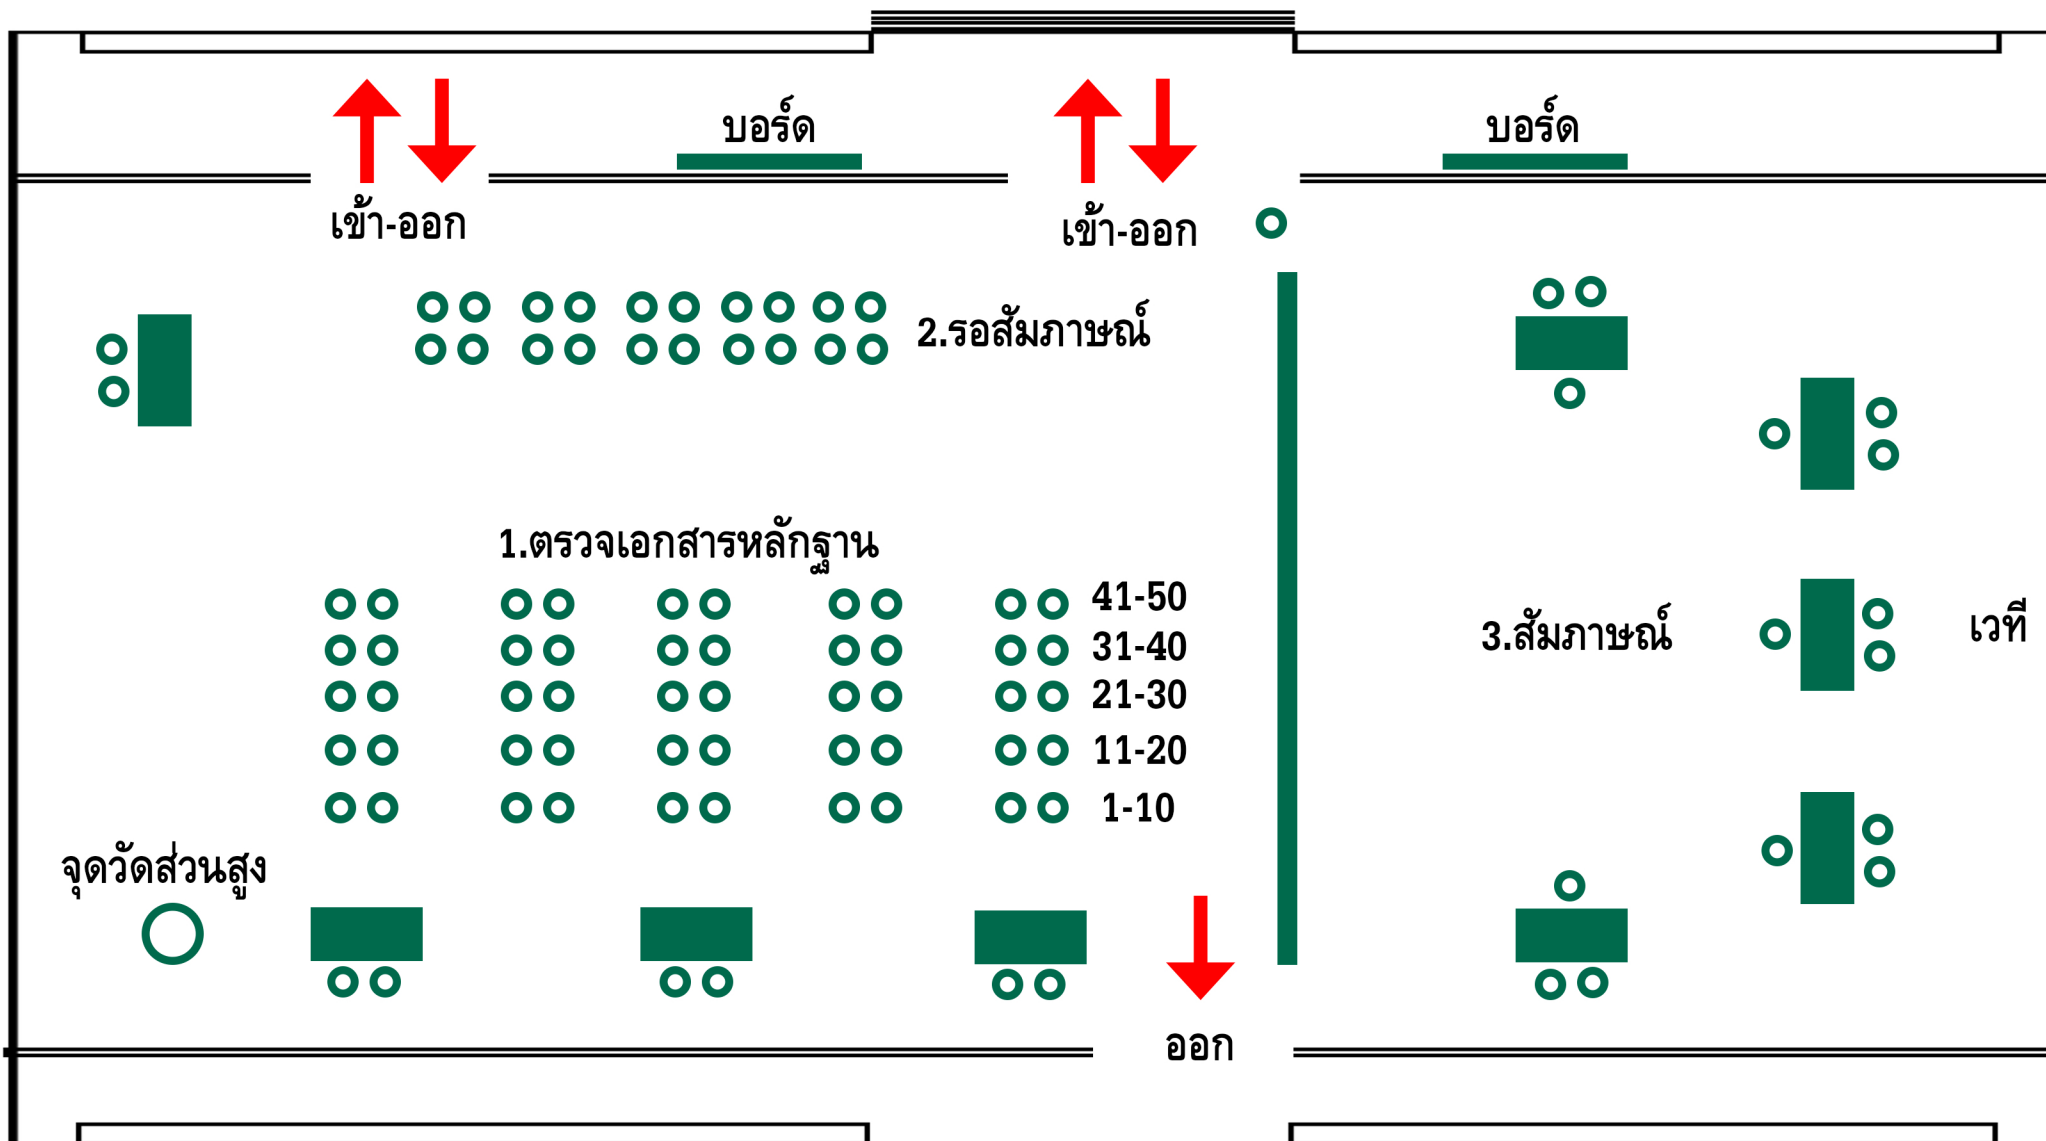 บอร์ด
บอร์ด
เข้า-ออก
เข้า-ออก
2.รอสัมภาษณ์
1.ตรวจเอกสารหลักฐาน
41-50
31-40
21-30
11-20
1-10
3.สัมภาษณ์
เวที
จุดวัดส่วนสูง
ออก